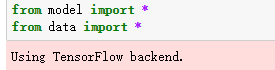 from model import *
from data import *
Using TensorFlow backend.